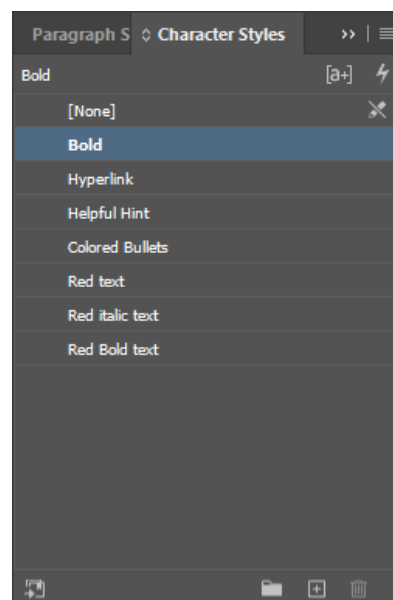 Paragraph S Character Styles
Bold [a+]
[None]
Bold
Hyperlink
Helpful Hint
Colored Bullets
Red text
Red italic text
Red Bold text